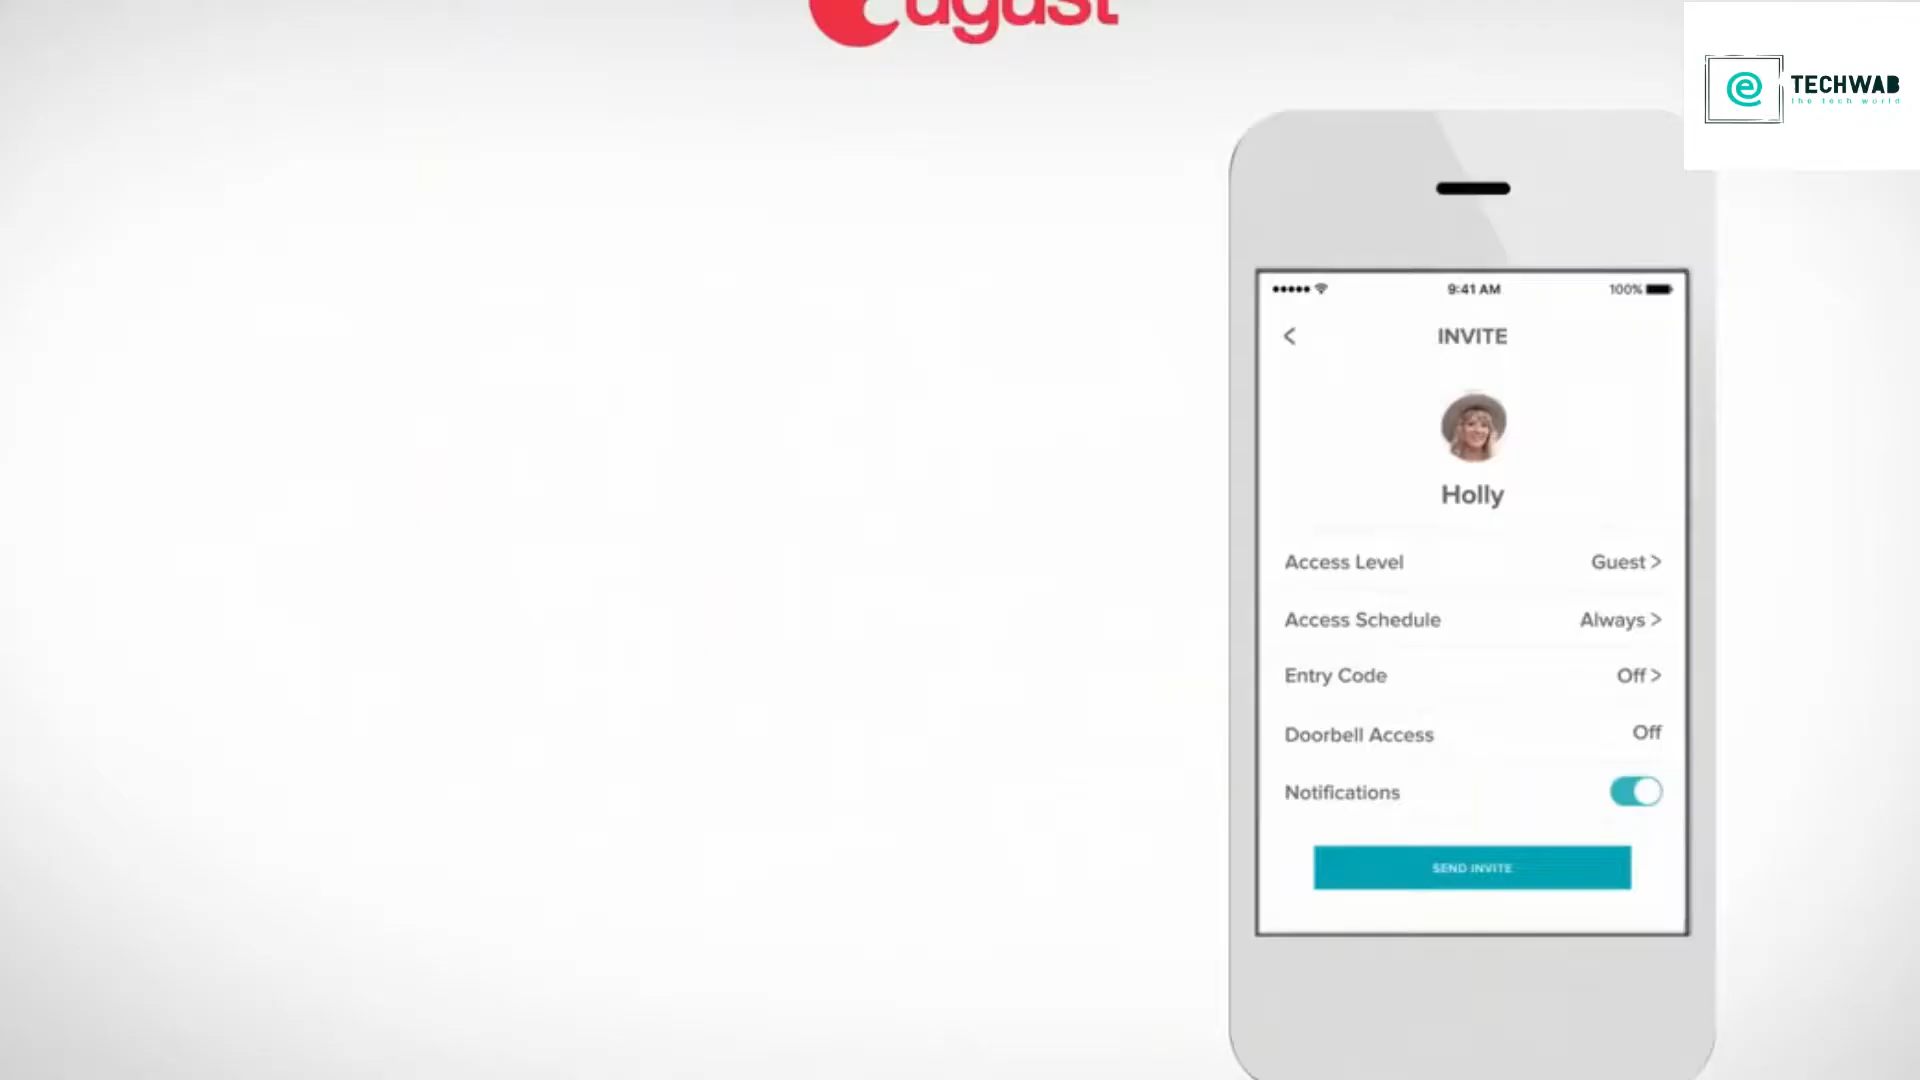 august
TECHWAB
the tech world
9:41 AM
100%
INVITE
Holly
Access Level
Guest >
Access Schedule
Always >
Entry Code
Off >
Doorbell Access
Off
Notifications
SEND INVITE